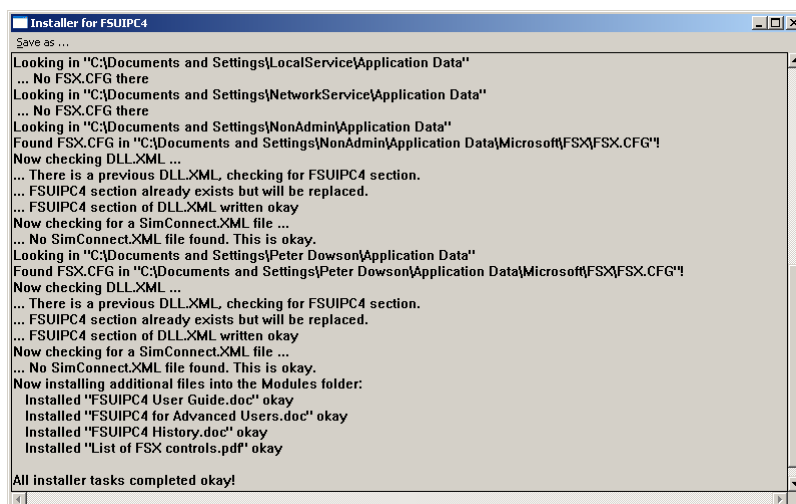 Installer for FSUIPC4
Save as ...
Looking in "C:\Documents and Settings\LocalService\Application Data"
... No FSX.CFG there
Looking in "C:\Documents and Settings\NetworkService\Application Data"
... No FSX.CFG there
Looking in "C:\Documents and Settings\NonAdmin\Application Data"
Found FSX.CFG in "C:\Documents and Settings\NonAdmin\Application Data\Microsoft\FSX\FSX.CFG"!
Now checking DLL.XML ...
... There is a previous DLL.XML, checking for FSUIPC4 section.
... FSUIPC4 section already exists but will be replaced.
... FSUIPC4 section of DLL.XML written okay
Now checking for a SimConnect.XML file ...
... No SimConnect.XML file found. This is okay.
Looking in "C:\Documents and Settings\Peter Dowson\Application Data"
Found FSX.CFG in "C:\Documents and Settings\Peter Dowson\Application Data\Microsoft\FSX\FSX.CFG"!
Now checking DLL.XML ...
... There is a previous DLL.XML, checking for FSUIPC4 section.
... FSUIPC4 section already exists but will be replaced.
... FSUIPC4 section of DLL.XML written okay
Now checking for a SimConnect.XML file ...
... No SimConnect.XML file found. This is okay.
Now installing additional files into the Modules folder:
Installed "FSUIPC4 User Guide.doc" okay
Installed "FSUIPC4 for Advanced Users.doc" okay
Installed "FSUIPC4 History.doc" okay
Installed "List of FSX controls.pdf" okay
All installer tasks completed okay!